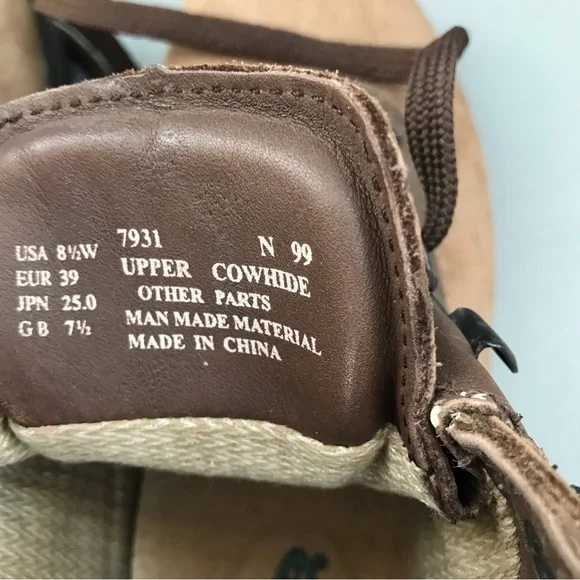 USA 8½W
EUR 39
JPN 25.0
GB 7½
7931 N 99
UPPER COWHIDE
OTHER PARTS
MAN MADE MATERIAL
MADE IN CHINA